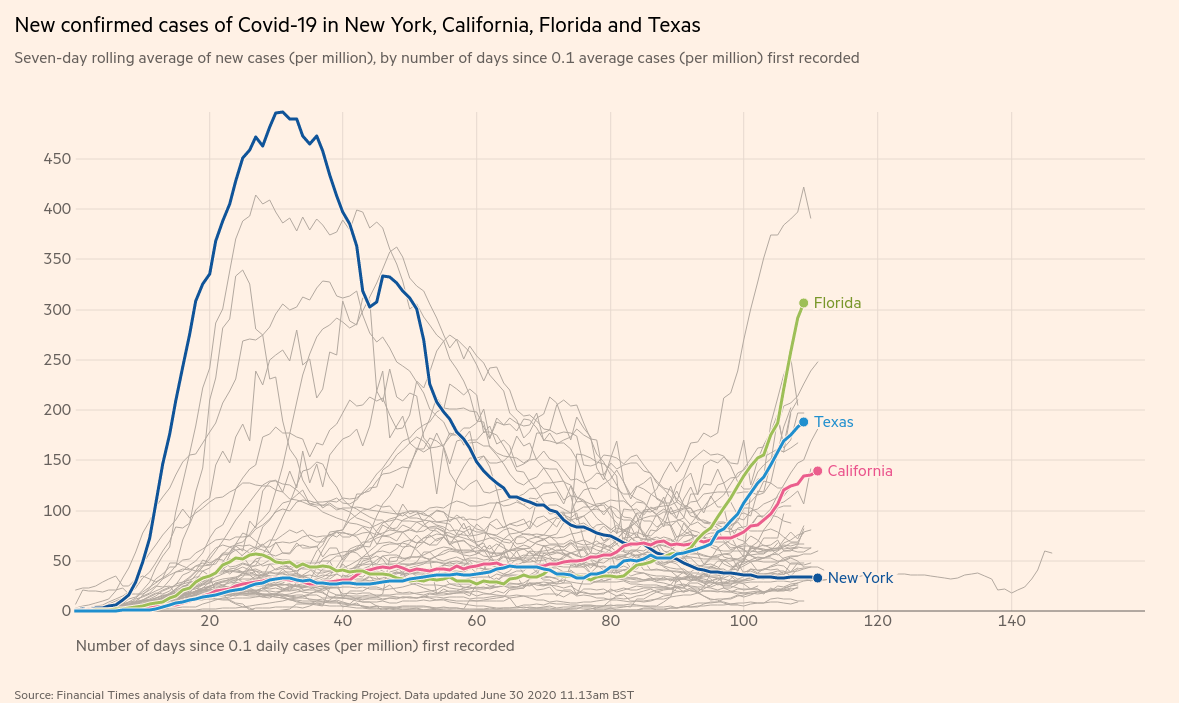 New confirmed cases of Covid-19 in New York, California, Florida and Texas
Seven-day rolling average of new cases (per million), by number of days since 0.1 average cases (per million) first recorded
450
400
350
300
Florida
250
200
Texas
150
California
100
50
New York
0
20 40 60 80 100 120 140
Number of days since 0.1 daily cases (per million) first recorded
Source: Financial Times analysis of data from the Covid Tracking Project. Data updated June 30 2020 11.13am BST